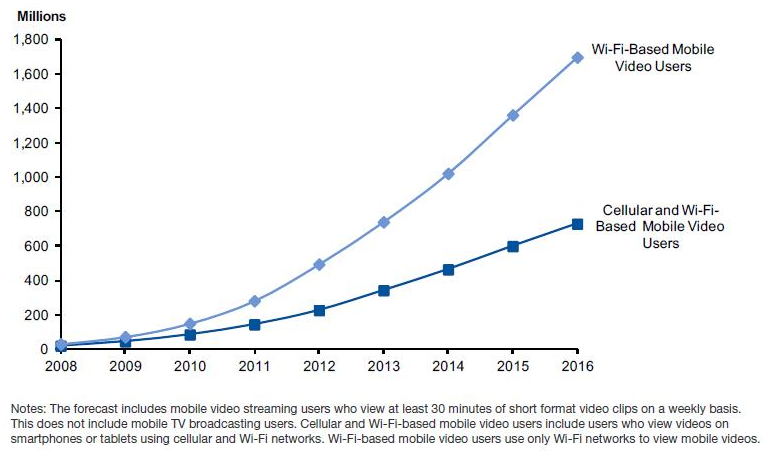 Millions
1,800
1,600
1,400
1,200
1,000
800
600
400
200
0
2008 2009 2010 2011 2012 2013 2014 2015 2016
Wi-Fi-Based Mobile
Video Users
Cellular and Wi-Fi-
Based Mobile Video
Users
Notes: The forecast includes mobile video streaming users who view at least 30 minutes of short format video clips on a weekly basis.
This does not include mobile TV broadcasting users. Cellular and Wi-Fi-based mobile video users include users who view videos on
smartphones or tablets using cellular and Wi-Fi networks. Wi-Fi-based mobile video users use only Wi-Fi networks to view mobile videos.